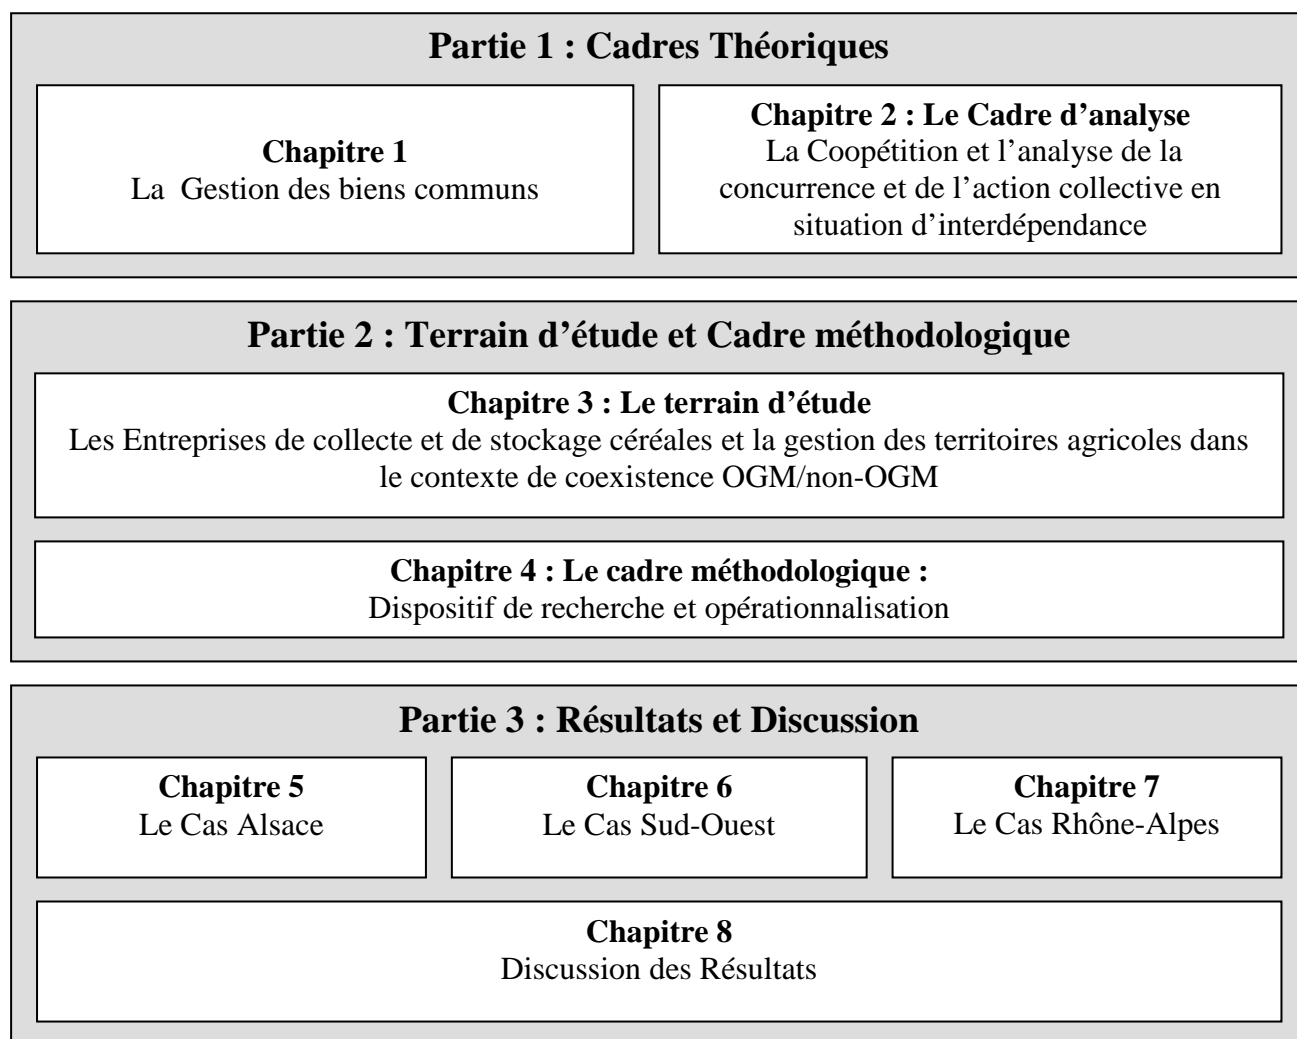 Partie 1 : Cadres Théoriques
Chapitre 1
La Gestion des biens communs
Chapitre 2 : Le Cadre d’analyse
La Coopétition et l’analyse de la
concurrence et de l’action collective en
situation d’interdépendance
Partie 2 : Terrain d’étude et Cadre méthodologique
Chapitre 3 : Le terrain d’étude
Les Entreprises de collecte et de stockage céréales et la gestion des territoires agricoles dans
le contexte de coexistence OGM/non-OGM
Chapitre 4 : Le cadre méthodologique :
Dispositif de recherche et opérationnalisation
Partie 3 : Résultats et Discussion
Chapitre 5
Le Cas Alsace
Chapitre 6
Le Cas Sud-Ouest
Chapitre 7
Le Cas Rhône-Alpes
Chapitre 8
Discussion des Résultats